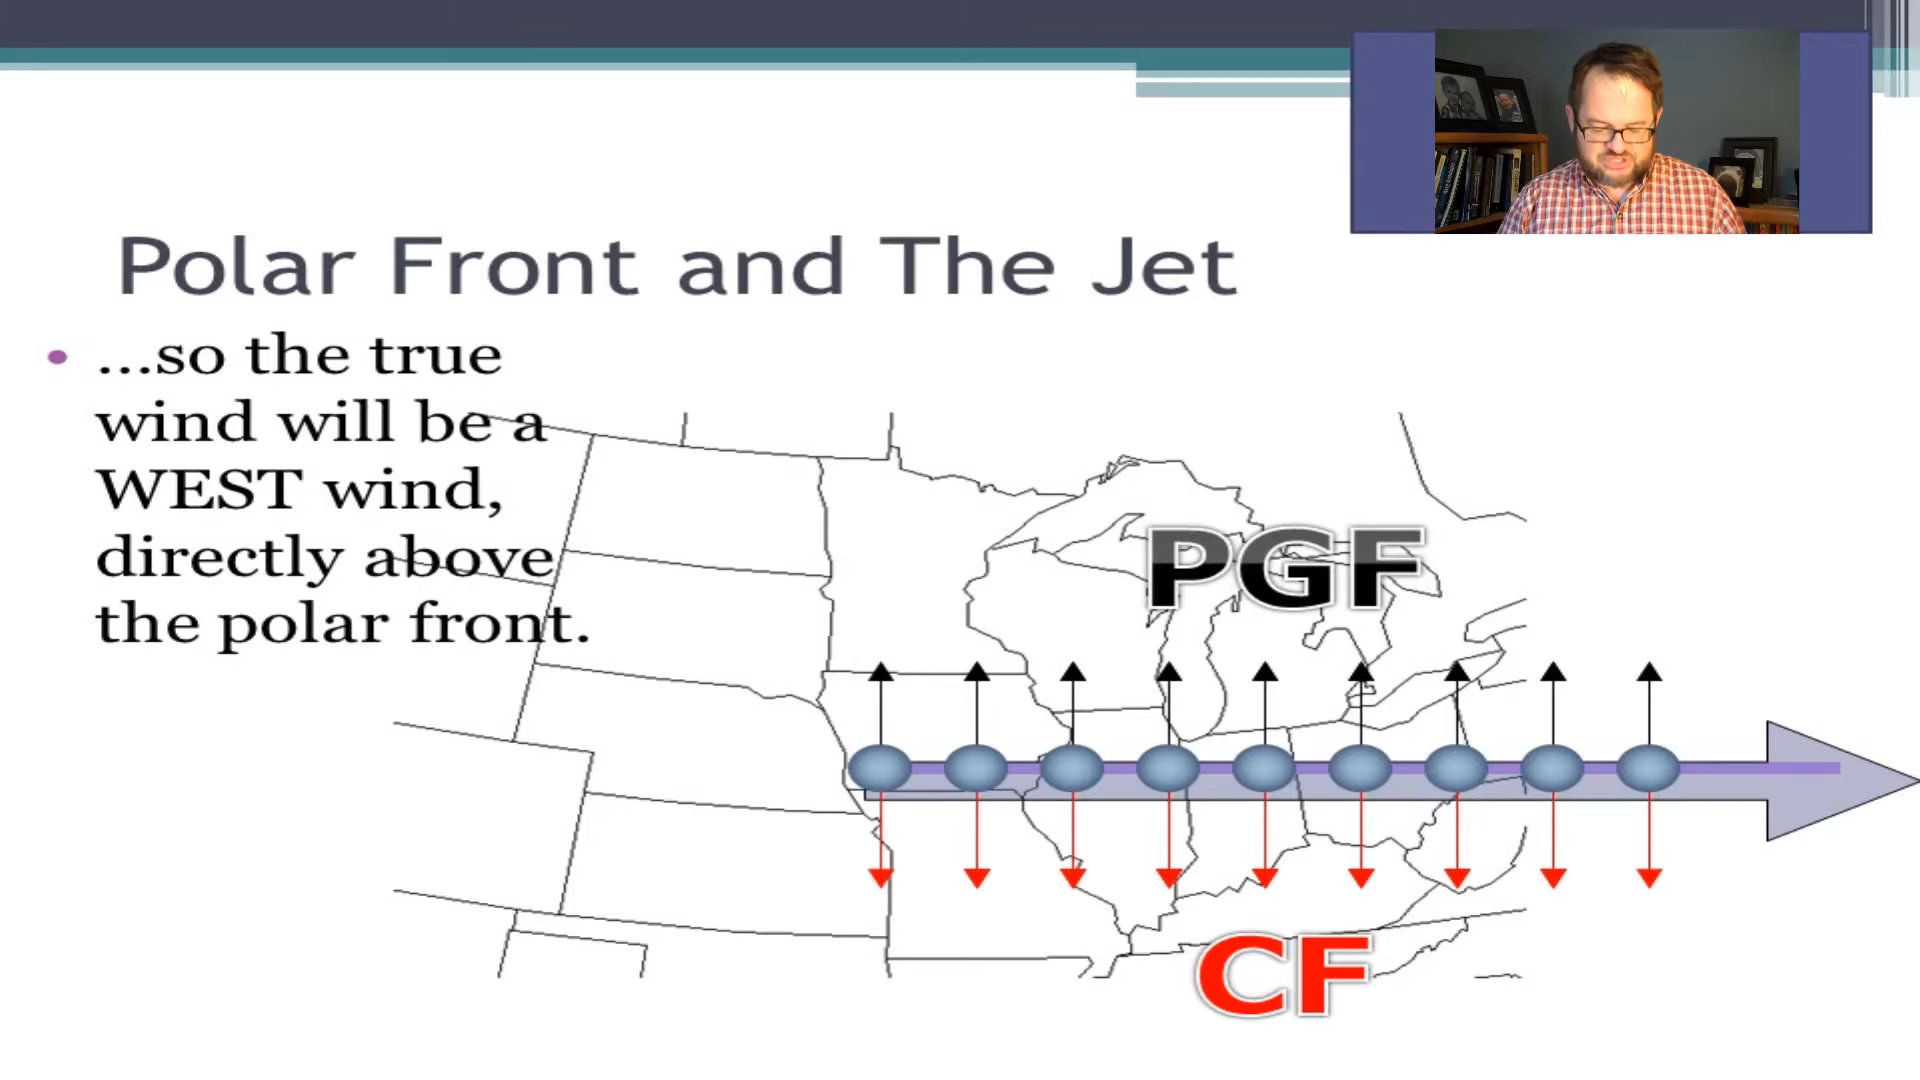 Polar Front and The Jet
• ...so the true
wind will be a
WEST wind,
directly above
the polar front.
PGF
CF